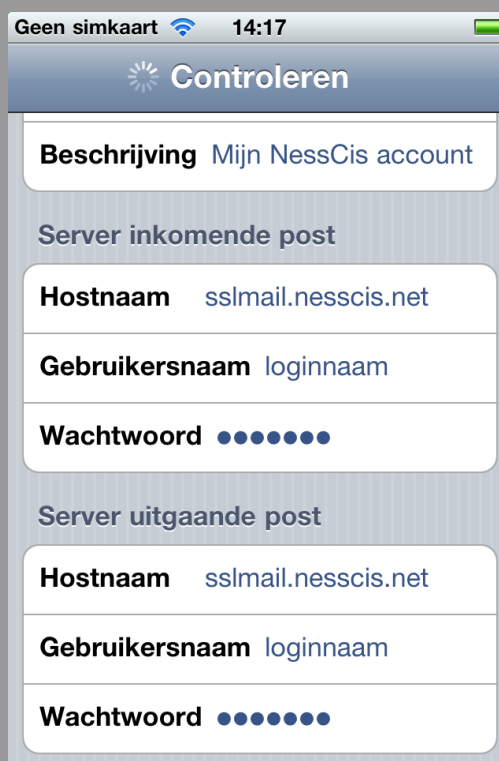 Geen simkaart 14:17
Controleren
Beschrijving Mijn NessCis account
Server inkomende post
Hostnaam sslmail.nesscis.net
Gebruikersnaam loginnaam
Wachtwoord ●●●●●●●
Server uitgaande post
Hostnaam sslmail.nesscis.net
Gebruikersnaam loginnaam
Wachtwoord ●●●●●●●